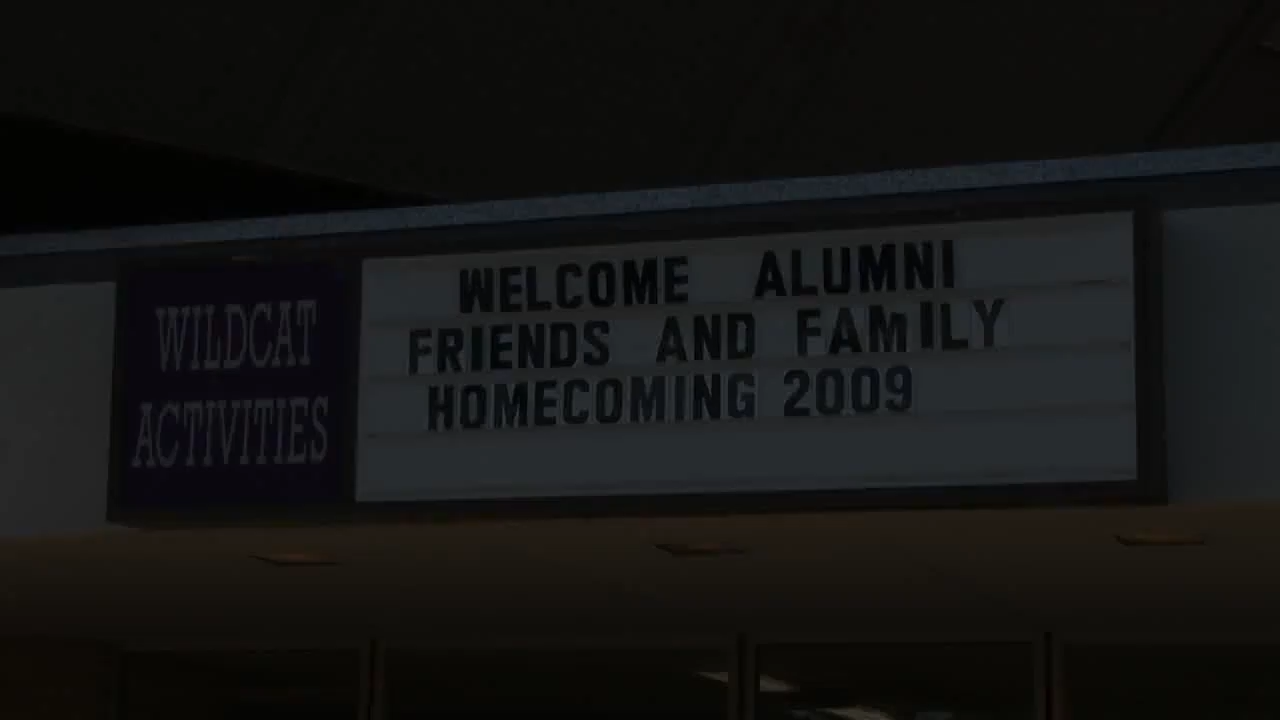 WILDCAT
ACTIVITIES
WELCOME ALUMNI
FRIENDS AND FAMILY
HOMECOMING 2009